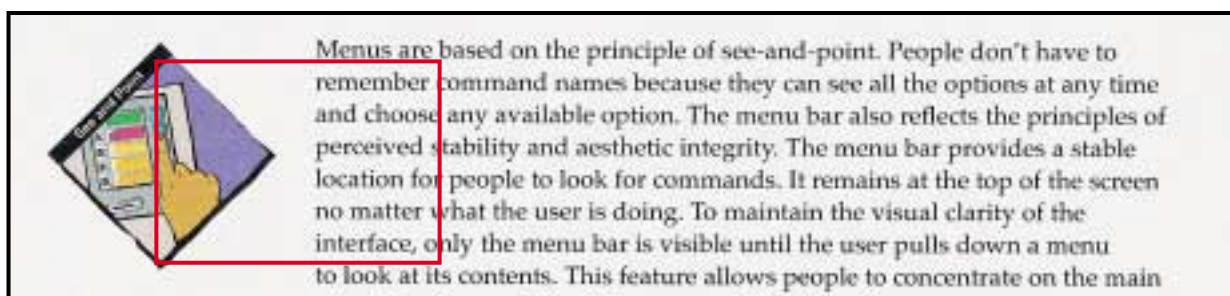 See and Point
Menus are based on the principle of see-and-point. People don't have to
remember command names because they can see all the options at any time
and choose any available option. The menu bar also reflects the principles of
perceived stability and aesthetic integrity. The menu bar provides a stable
location for people to look for commands. It remains at the top of the screen
no matter what the user is doing. To maintain the visual clarity of the
interface, only the menu bar is visible until the user pulls down a menu
to look at its contents. This feature allows people to concentrate on the main